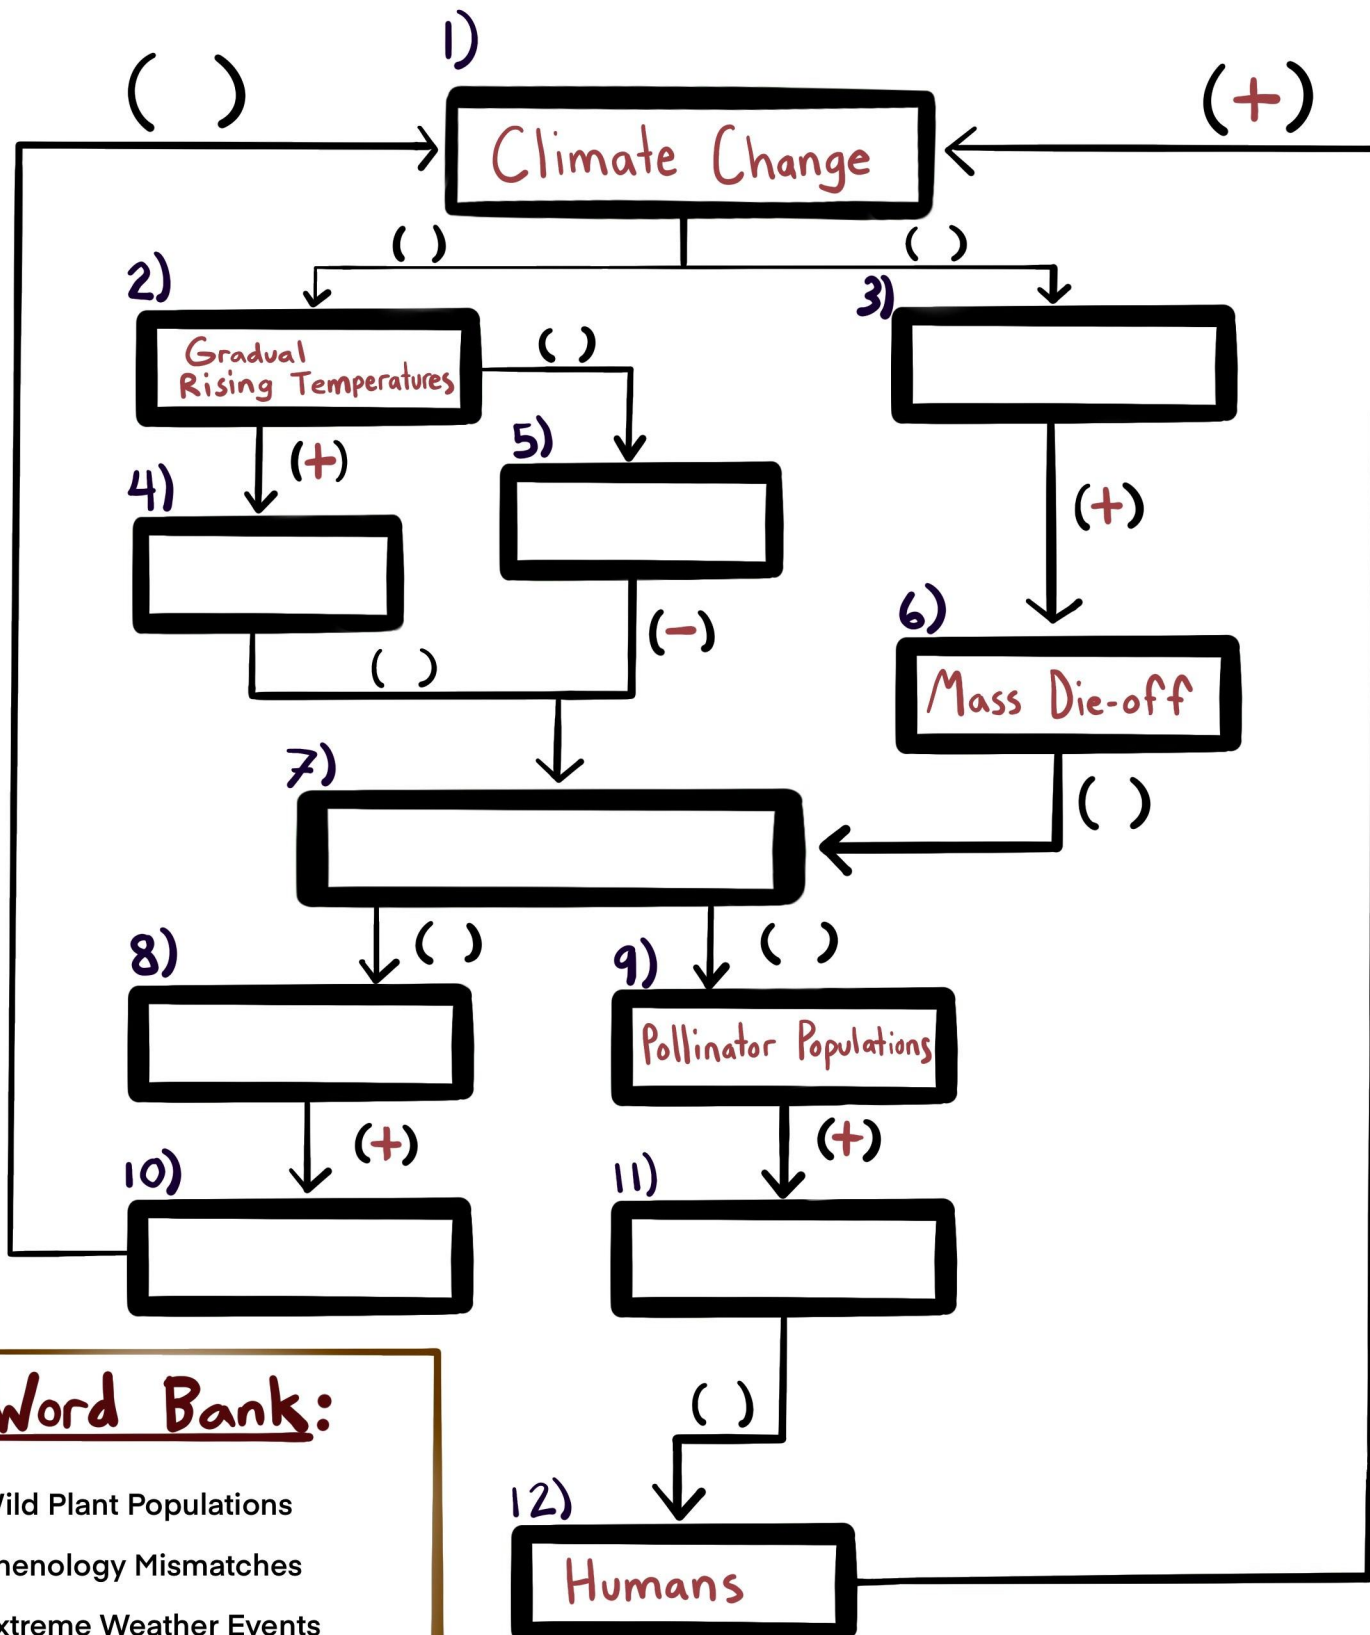 1)
( )
(+)
Climate Change
( )
( )
2)
3)
Gradual
Rising Temperatures
( )
(+)
5)
4)
(+)
6)
(-)
( )
Mass Die-off
7)
( )
8)
( )
9)
( )
Pollinator Populations
(+)
(+)
10)
11)
Word Bank:
( )
12)
ild Plant Populations
henology Mismatches
xtreme Weather Events
Humans